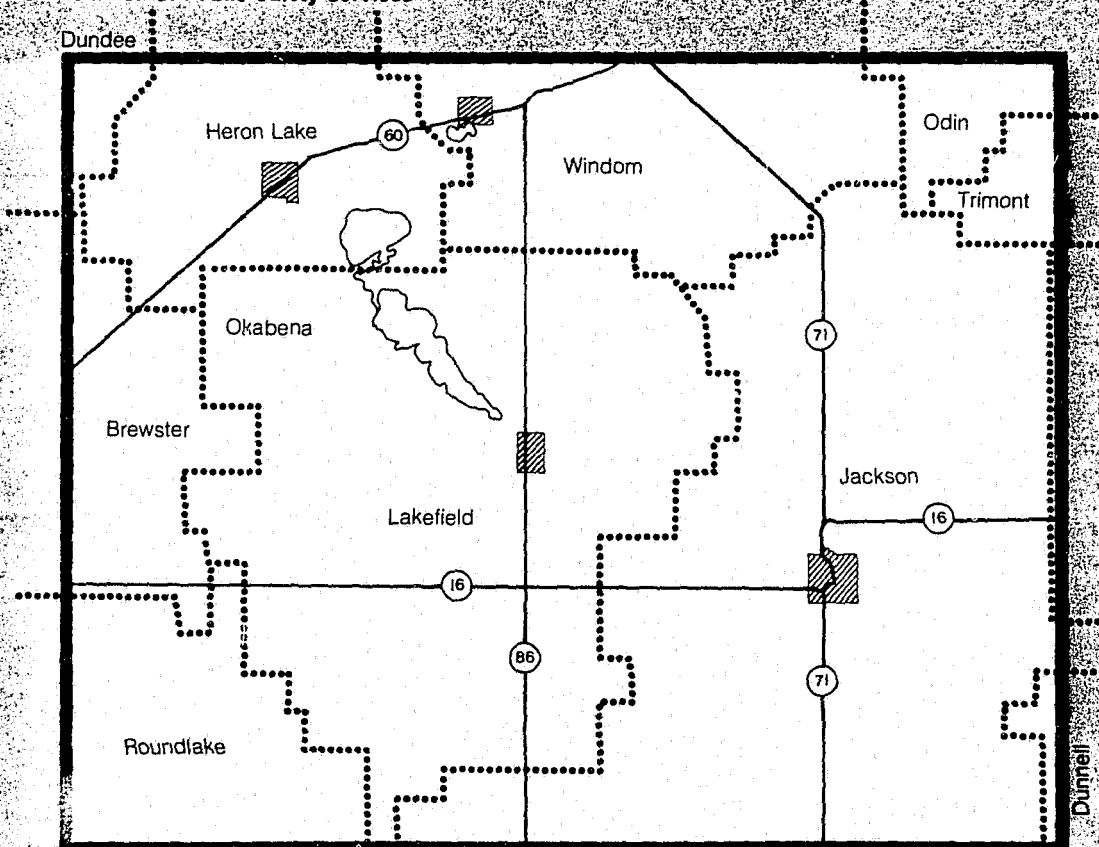 Dundee
Heron Lake
60
Odin
Windom
Trimont
Okabena
71
Brewster
Jackson
16
Lakefield
16
86
71
Roundlake
Dunnell